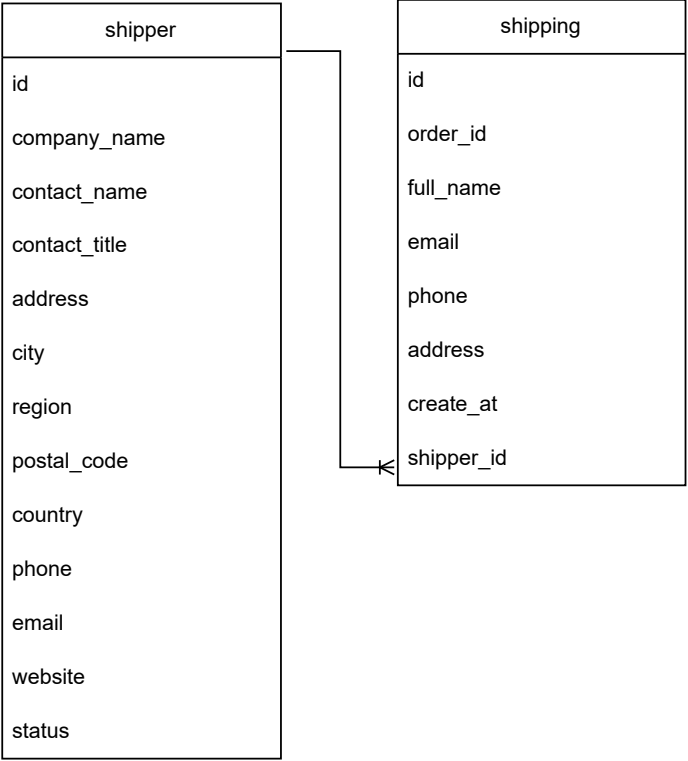 shipper
id
company_name
contact_name
contact_title
address
city
region
postal_code
country
phone
email
website
status
shipping
id
order_id
full_name
email
phone
address
create_at
shipper_id